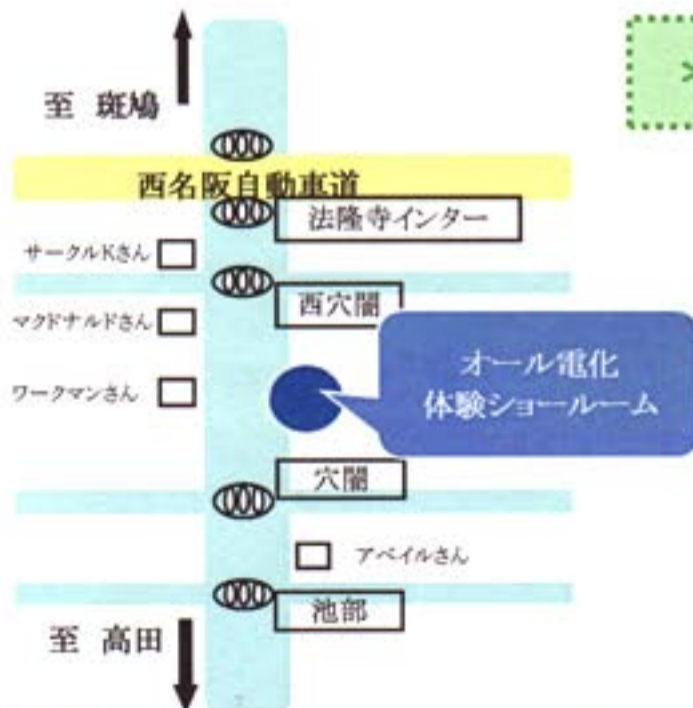 至 斑鳩
西名阪自動車道
法隆寺インター
サークルKさん
西穴闇
マクドナルドさん
オール電化
体験ショールーム
ワークマンさん
穴闇
アベイルさん
池部
至 高田